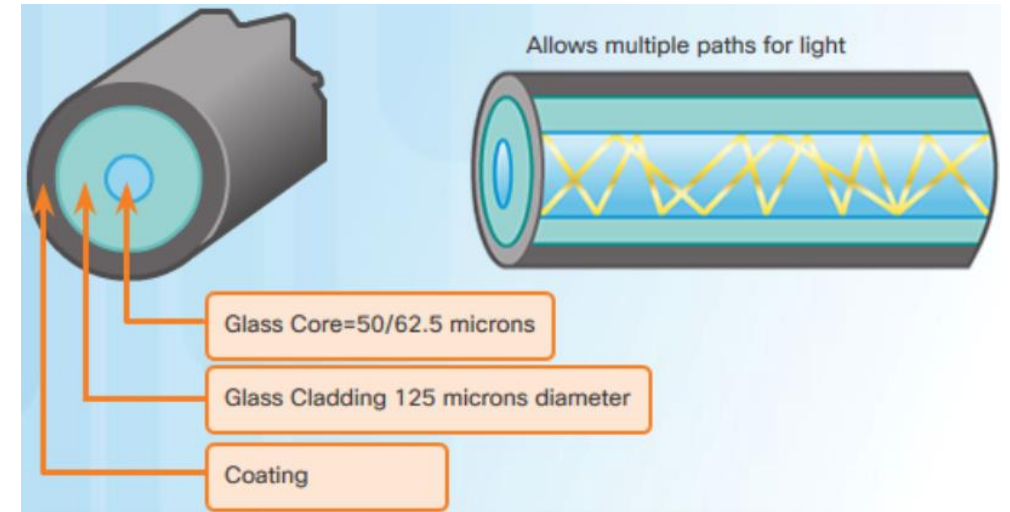 Allows multiple paths for light
Glass Core=50/62.5 microns
Glass Cladding 125 microns diameter
Coating